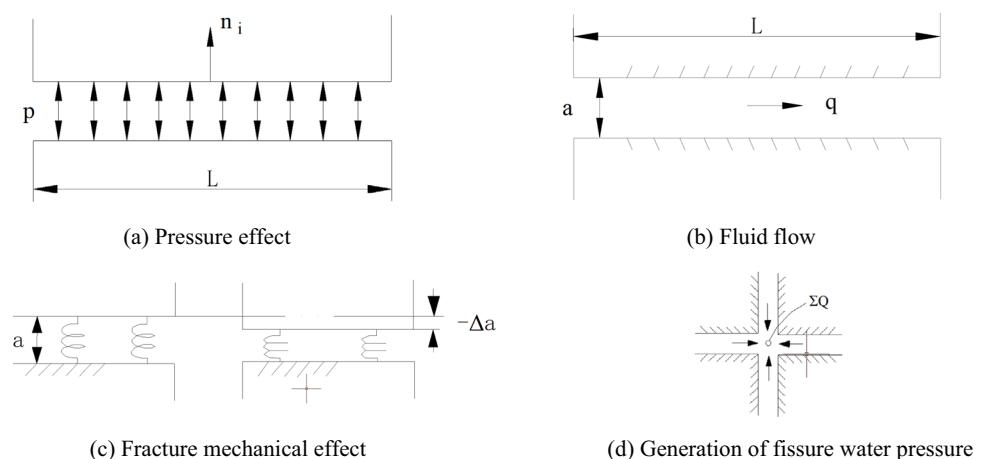 n i
p
L
(a) Pressure effect
L
a
q
(b) Fluid flow
a
-Δa
(c) Fracture mechanical effect
ΣQ
(d) Generation of fissure water pressure